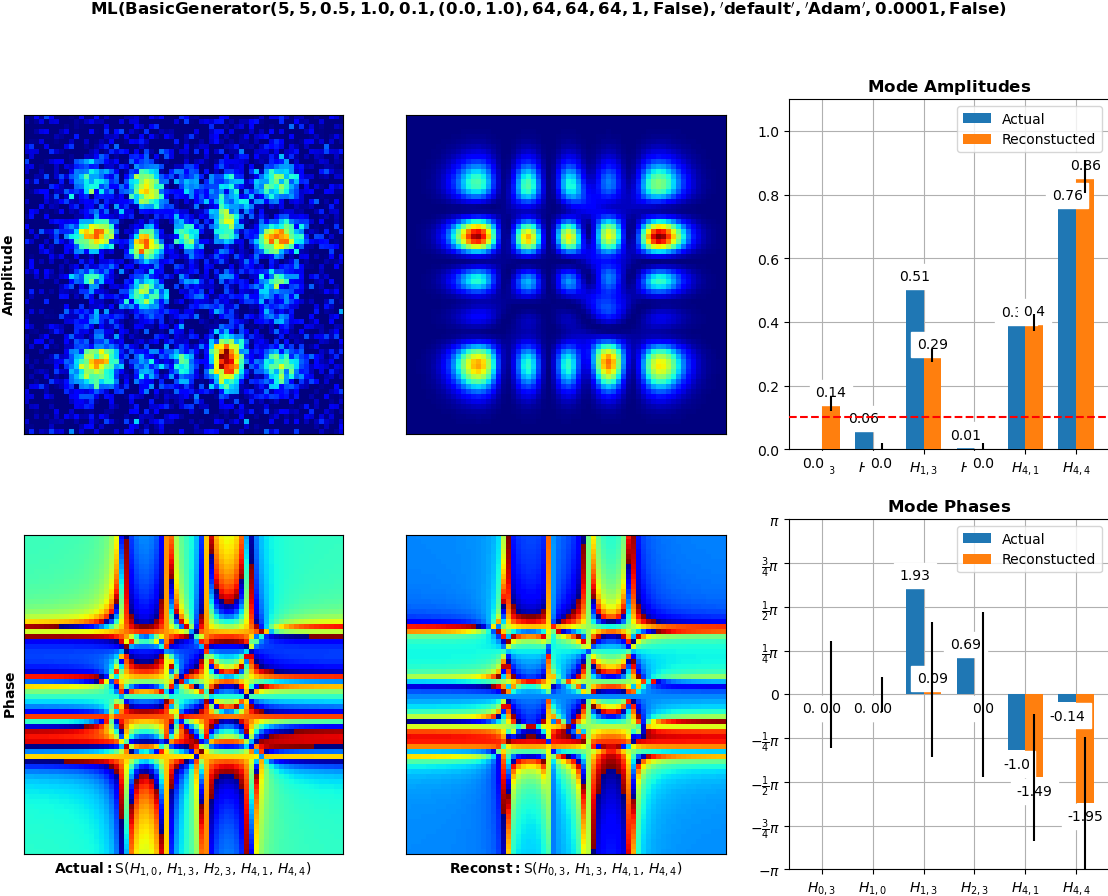 ML(BasicGenerator(5, 5, 0.5, 1.0, 0.1, (0.0, 1.0), 64, 64, 64, 1, False), ′default′, ′Adam′, 0.0001, False)
Amplitude
Mode Amplitudes
Actual
Reconstucted
1.0
0.8
0.6
0.4
0.2
0.0
0.0
0.14
0.06
0.0
0.51
0.29
0.01
0.0
0.4
0.76
0.86
3
H₁,₃
H₄,₁
H₄,₄
Phase
Actual: S(H₁,₀, H₁,₃, H₂,₃, H₄,₁, H₄,₄)
Reconst: S(H₀,₃, H₁,₃, H₄,₁, H₄,₄)
Mode Phases
Actual
Reconstucted
π
¾π
½π
¼π
0
−¼π
−½π
−¾π
−π
1.93
0.09
0.69
0.0
-1.0
-1.49
-0.14
-1.95
H₀,₃ H₁,₀ H₁,₃ H₂,₃ H₄,₁ H₄,₄